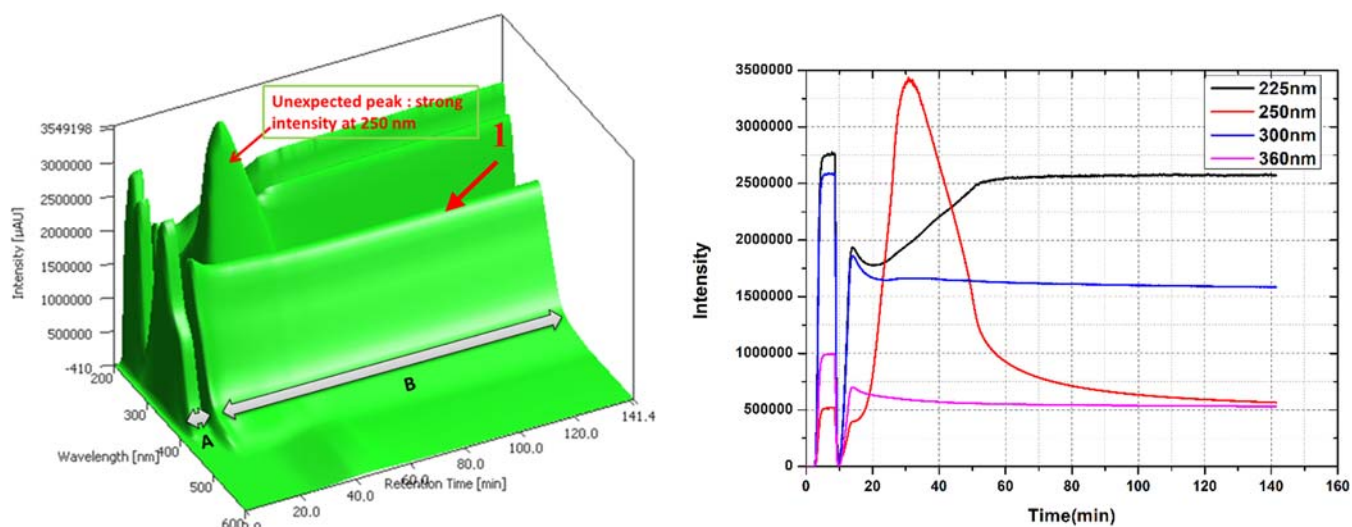 Unexpected peak : strong
intensity at 250 nm
1
3549198
3000000
2500000
2000000
1500000
1000000
500000
-410
Intensity [µAU]
200
300
400
500
Wavelength [nm]
A
B
20.0
40.0
60.0
80.0
100.0
120.0
141.4
Retention Time [min]
3500000
3000000
2500000
2000000
1500000
1000000
500000
0
Intensity
225nm
250nm
300nm
360nm
0 20 40 60 80 100 120 140 160
Time(min)